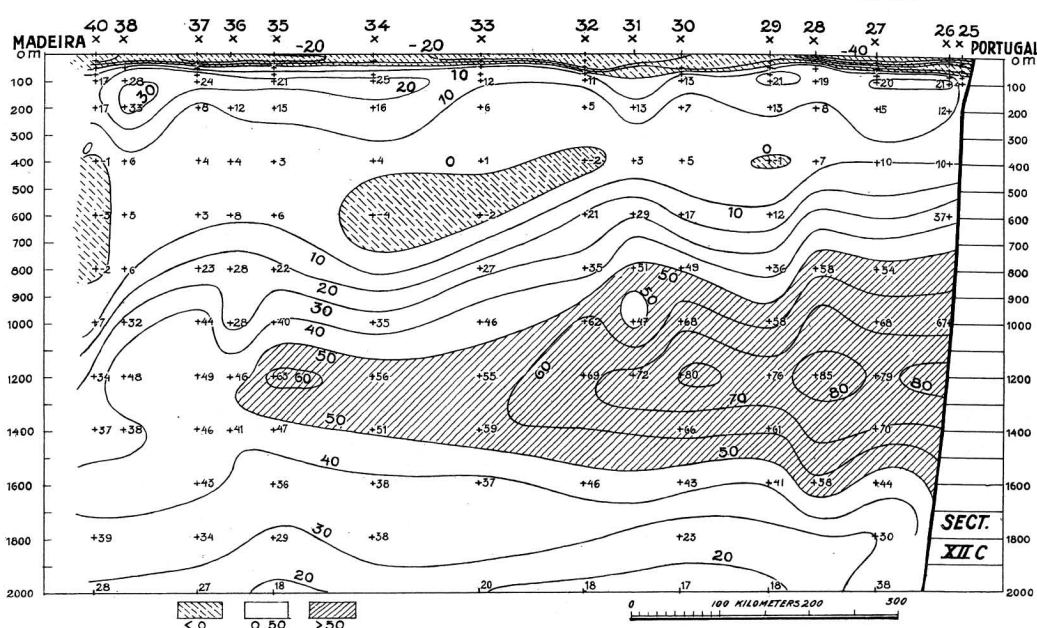 40 38 37 36 35 34 33 32 31 30 29 28 27 26 25
× × × × × × × × × × × × × × ×
MADEIRA -20 -20 -40 PORTUGAL
0 m 0 m
10
100 +17 +28 +24 +21 +25 20 +12 +11 +13 +21 +19 +20 21+ 100
30 10
200 +17 +33 +8 +12 +15 +16 +6 +5 +13 +7 +13 +8 15 12+ 200
300 300
0 0
400 +-1 +6 +4 +4 +3 +4 0 +1 +-2 +3 +5 +-1 +7 +10 10+ 400
500 500
600 +-3 +5 +3 +8 +6 +-4 +-2 +21 +29 +17 10 +12 37+ 600
700 700
10
800 +-2 +6 +23 +28 +22 +27 +35 +51 +49 +36 +58 +54 800
50
20
900 50 900
30
1000 +7 +32 +44 +28 +40 +35 +46 +62 +47 +68 +58 +68 67+ 1000
40
50
60
1200 +34 +48 +49 +46 +63 60 +56 +55 +69 +72 +80 +76 +85 +79 80 1200
80
70
50
1400 +37 +38 +46 +41 +47 +51 +59 +66 +61 +70 1400
50
40
1600 +43 +36 +38 +37 +46 +43 +41 +58 +44 1600
SECT.
30
1800 +39 +34 +29 +38 +23 +30 1800
XII C
20
20
2000 28 27 18 20 18 17 18 38 2000
0 100 KILOMETERS 200 300
<0 0-50 >50